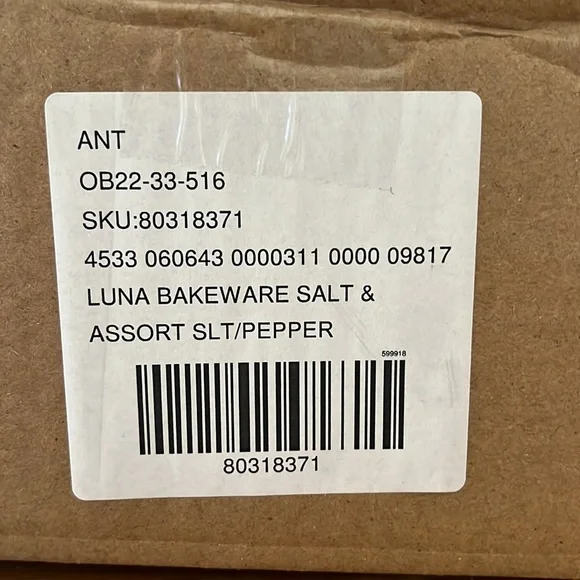 ANT
OB22-33-516
SKU:80318371
4533 060643 0000311 0000 09817
LUNA BAKEWARE SALT &
ASSORT SLT/PEPPER
599918
80318371